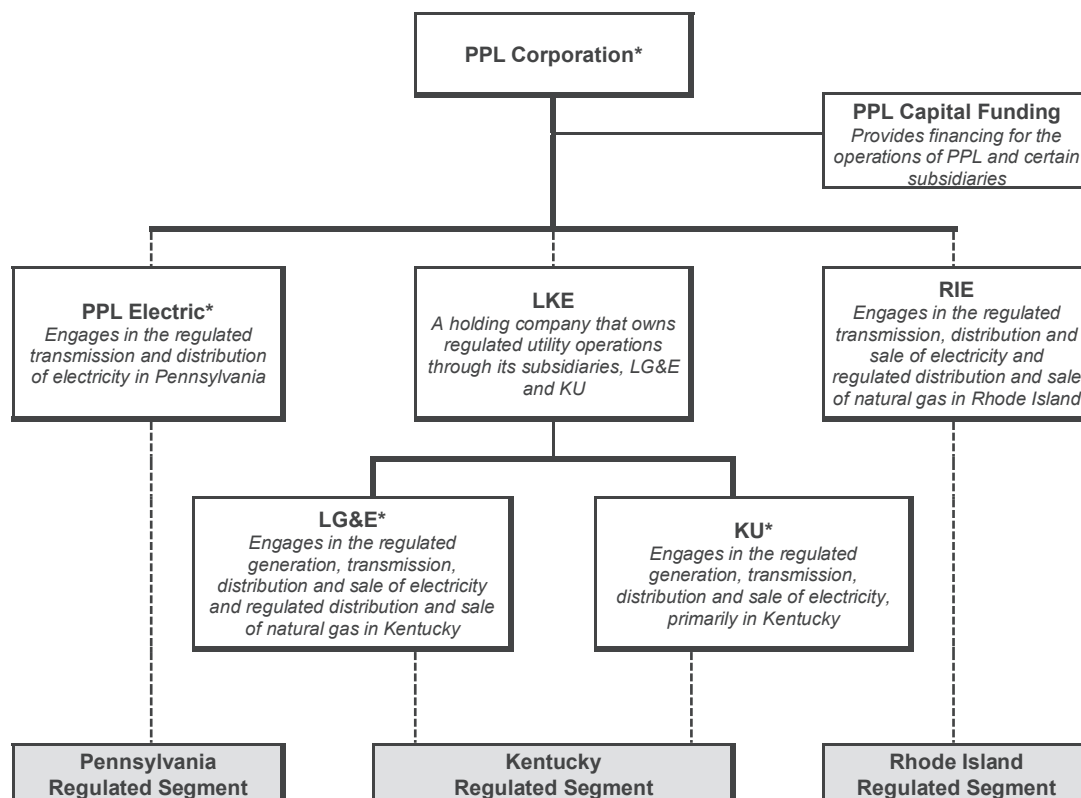 PPL Corporation*
PPL Capital Funding
Provides financing for the
operations of PPL and certain
subsidiaries
PPL Electric*
Engages in the regulated
transmission and distribution
of electricity in Pennsylvania
LKE
A holding company that owns
regulated utility operations
through its subsidiaries, LG&E
and KU
RIE
Engages in the regulated
transmission, distribution and
sale of electricity and
regulated distribution and sale
of natural gas in Rhode Island
LG&E*
Engages in the regulated
generation, transmission,
distribution and sale of electricity
and regulated distribution and sale
of natural gas in Kentucky
KU*
Engages in the regulated
generation, transmission,
distribution and sale of electricity,
primarily in Kentucky
Pennsylvania
Regulated Segment
Kentucky
Regulated Segment
Rhode Island
Regulated Segment